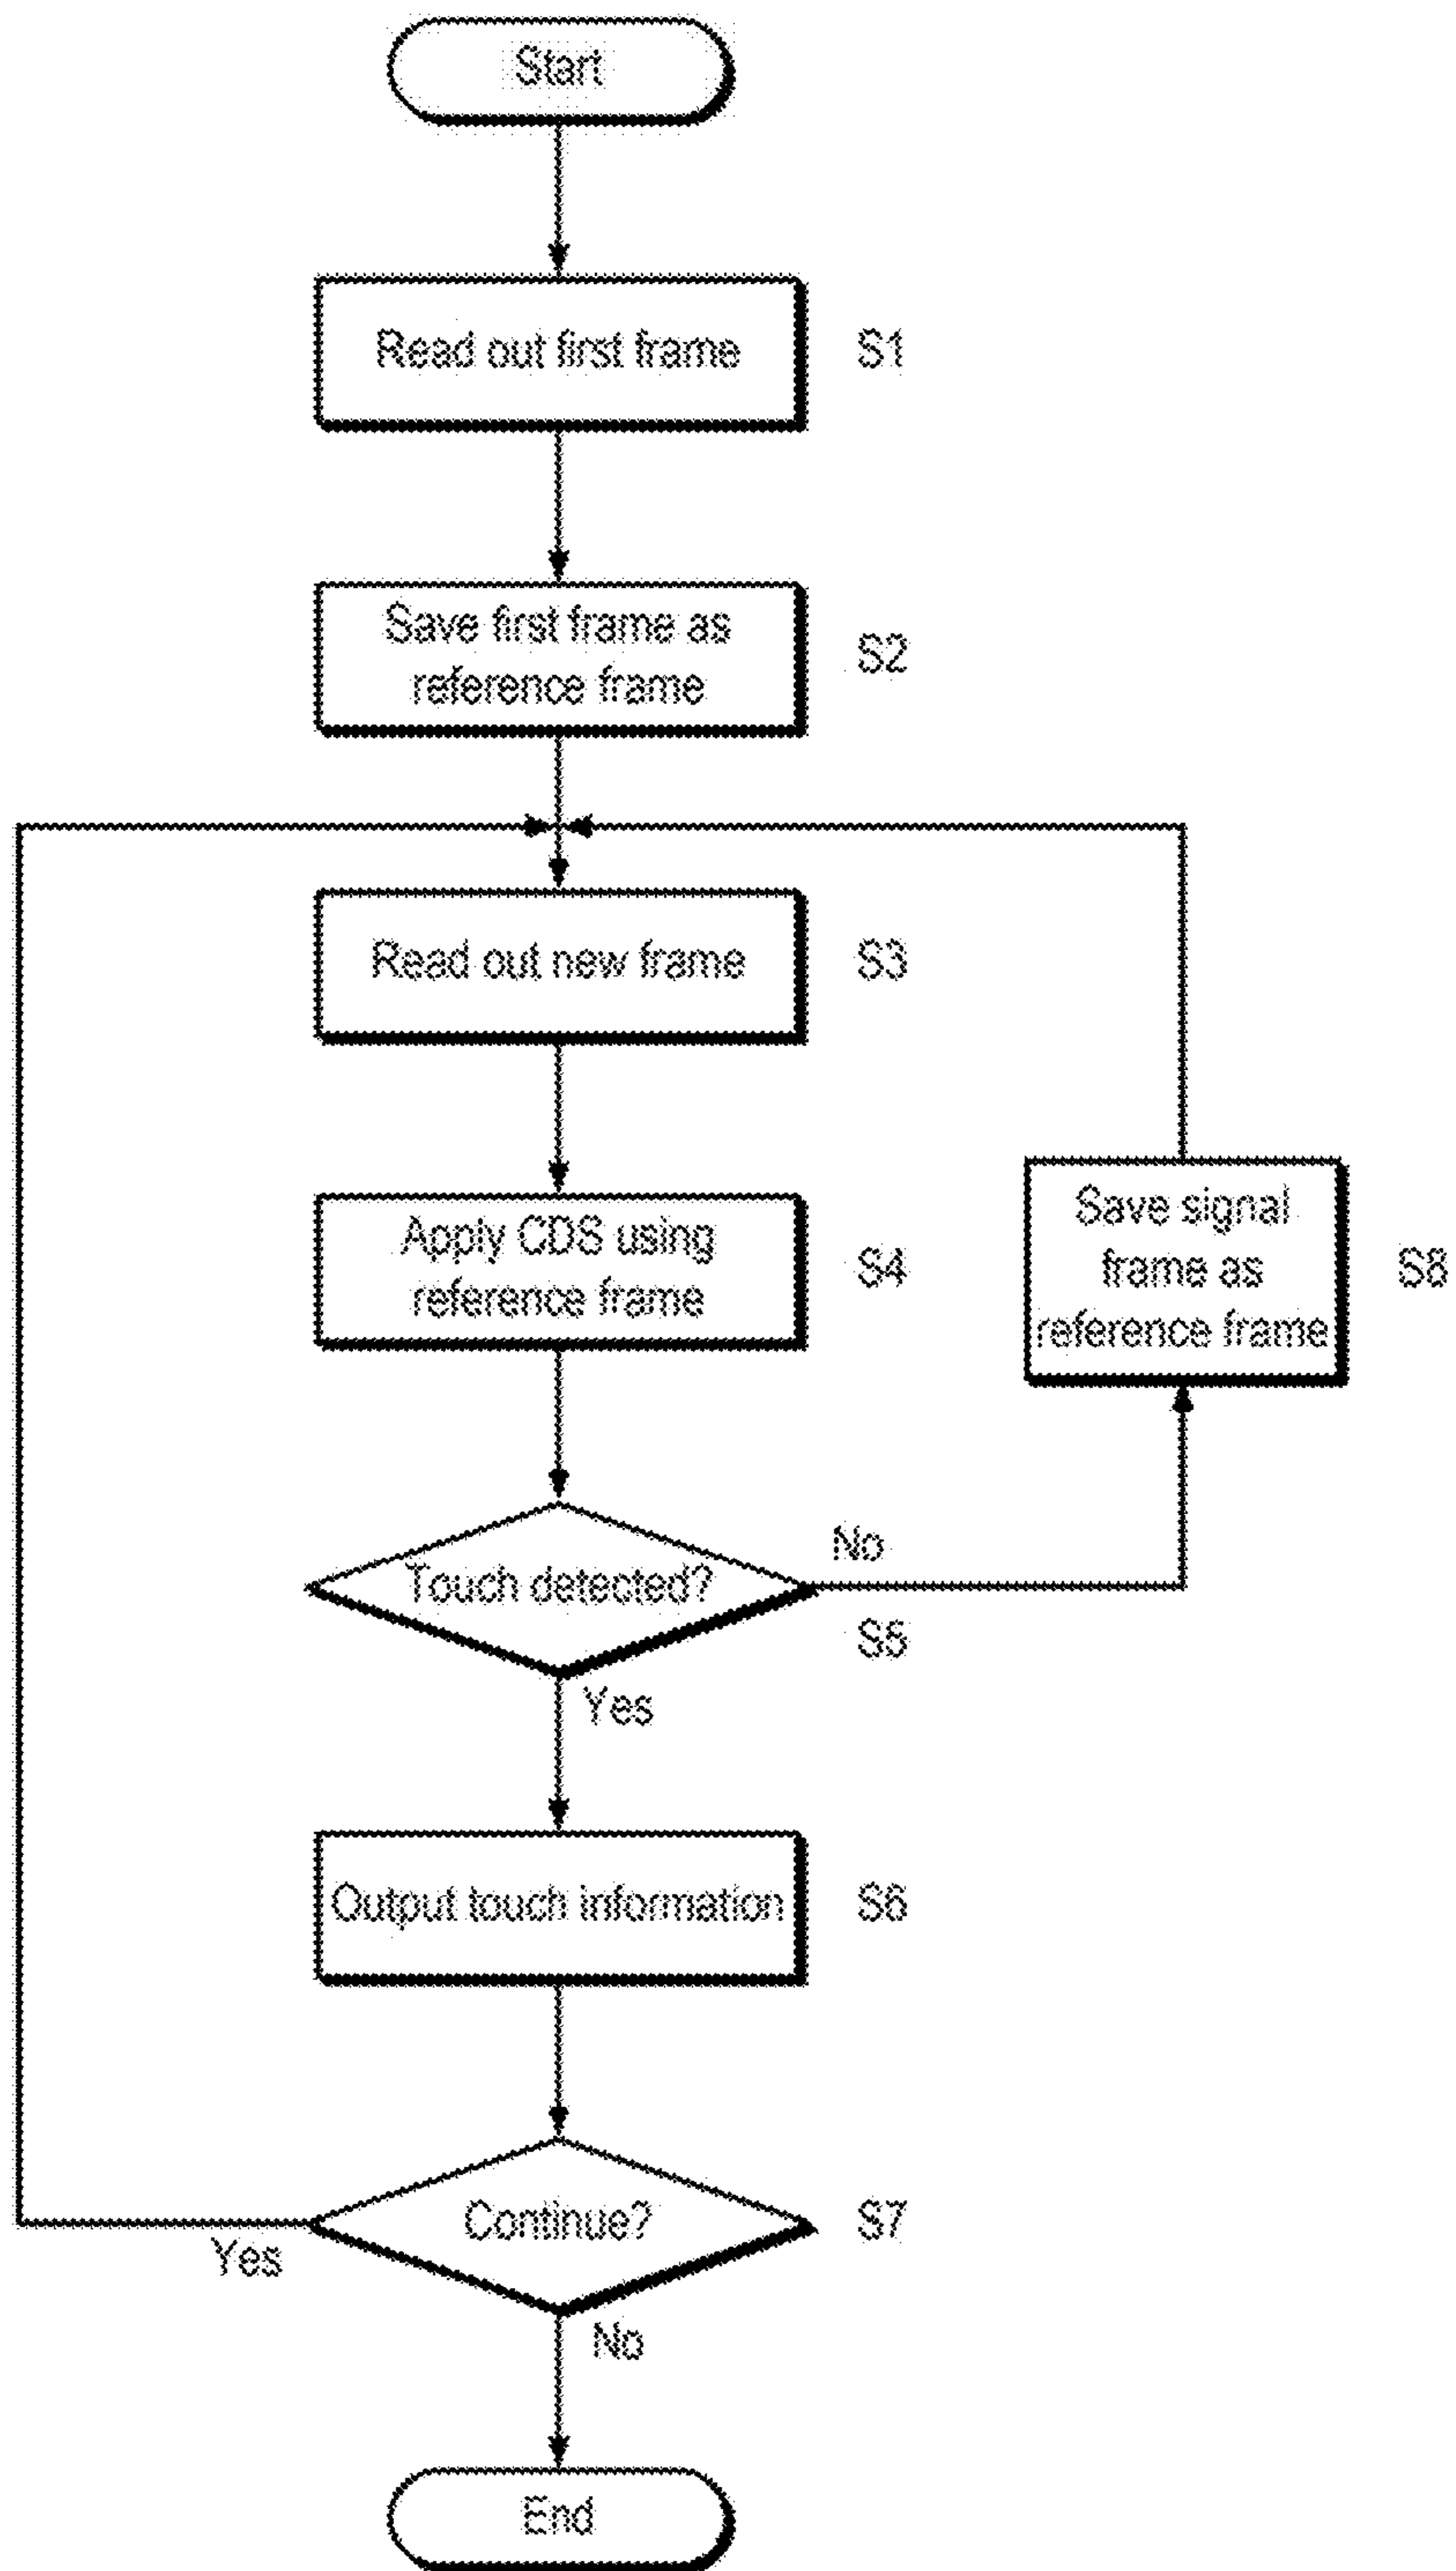 Start
Read out first frame
S1
Save first frame as
reference frame
S2
Read out new frame
S3
Apply CDS using
reference frame
S4
Save signal
frame as
reference frame
S8
Touch detected?
No
S5
Yes
Output touch information
S6
Continue?
S7
Yes
No
End